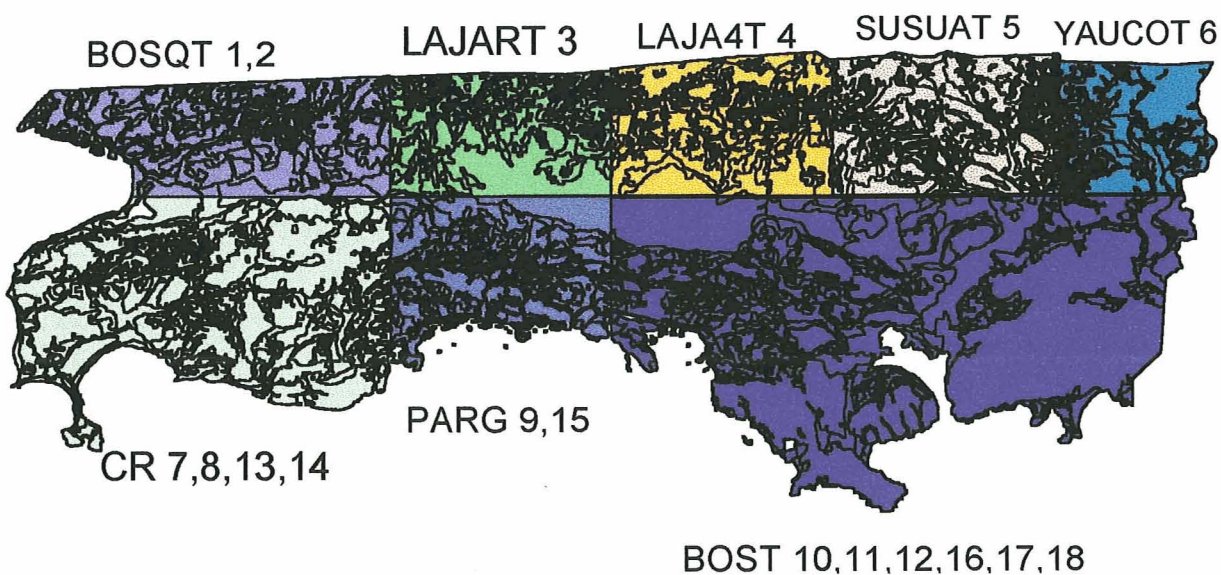 BOSQT 1,2
LAJART 3
LAJA4T 4
SUSUAT 5
YAUCOT 6
PARG 9,15
CR 7,8,13,14
BOST 10,11,12,16,17,18